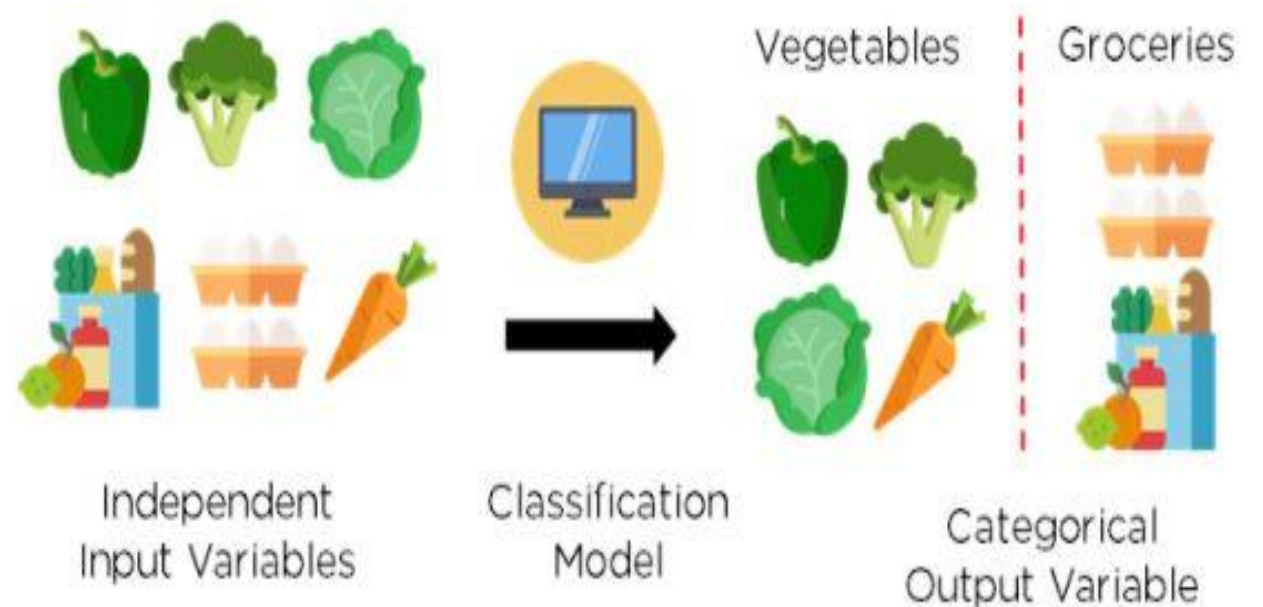 Vegetables
Groceries
Independent
Input Variables
Classification
Model
Categorical
Output Variable